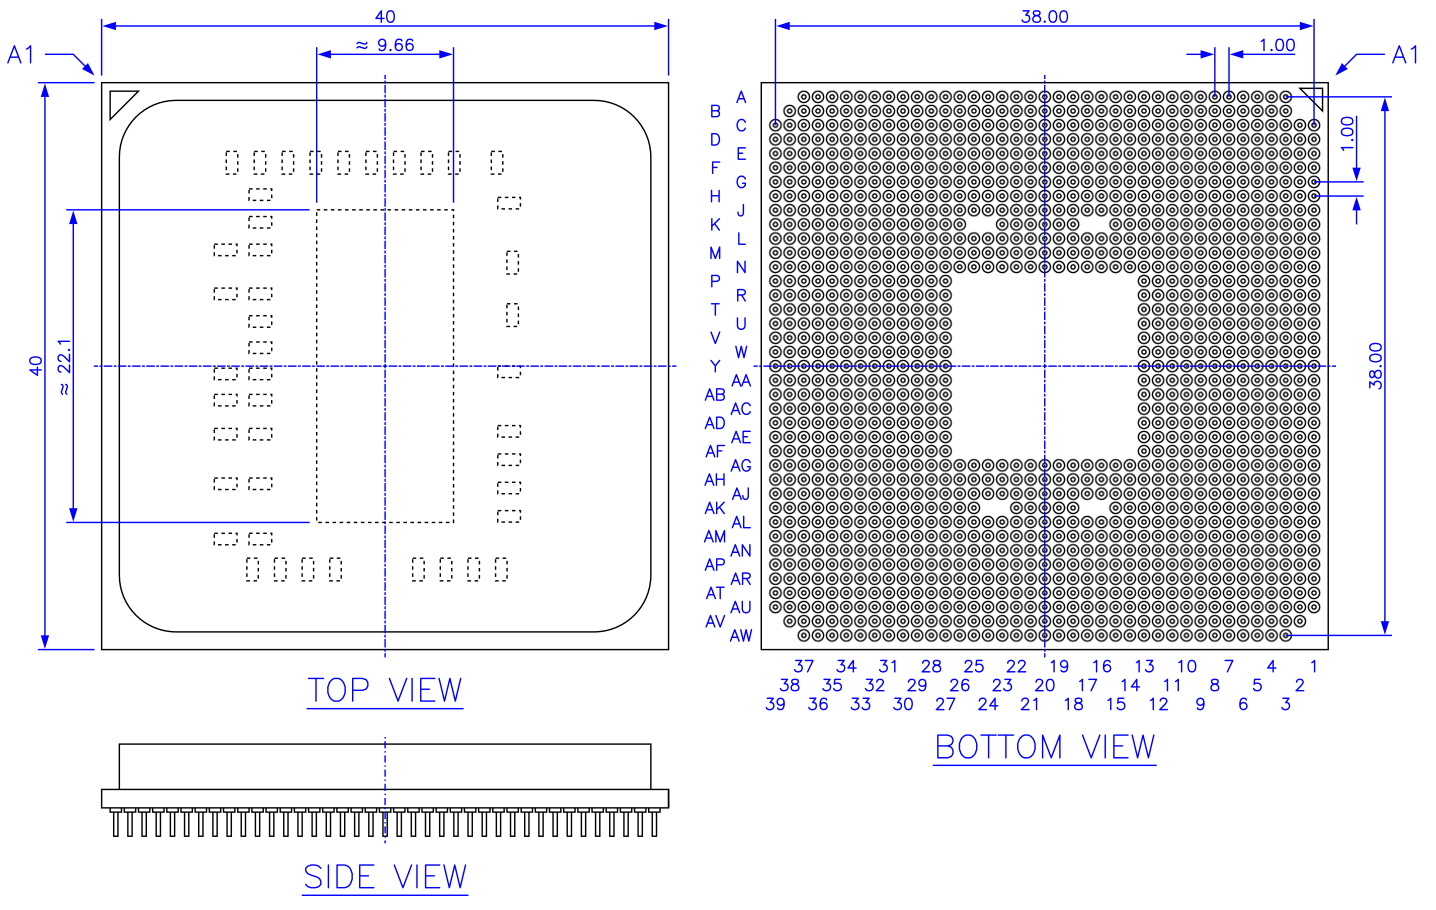 40
≈ 9.66
A1
40
≈ 22.1
TOP VIEW
SIDE VIEW
38.00
1.00
A1
1.00
38.00
A
B
C
D
E
F
G
H
J
K
L
M
N
P
R
T
U
V
W
Y
AA
AB
AC
AD
AE
AF
AG
AH
AJ
AK
AL
AM
AN
AP
AR
AT
AU
AV
AW
37 34 31 28 25 22 19 16 13 10 7 4 1
38 35 32 29 26 23 20 17 14 11 8 5 2
39 36 33 30 27 24 21 18 15 12 9 6 3
BOTTOM VIEW